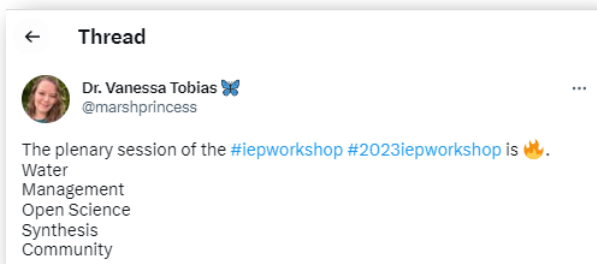 Thread
Dr. Vanessa Tobias 🦋
@marshprincess
The plenary session of the #iepworkshop #2023iepworkshop is 🔥.
Water
Management
Open Science
Synthesis
Community